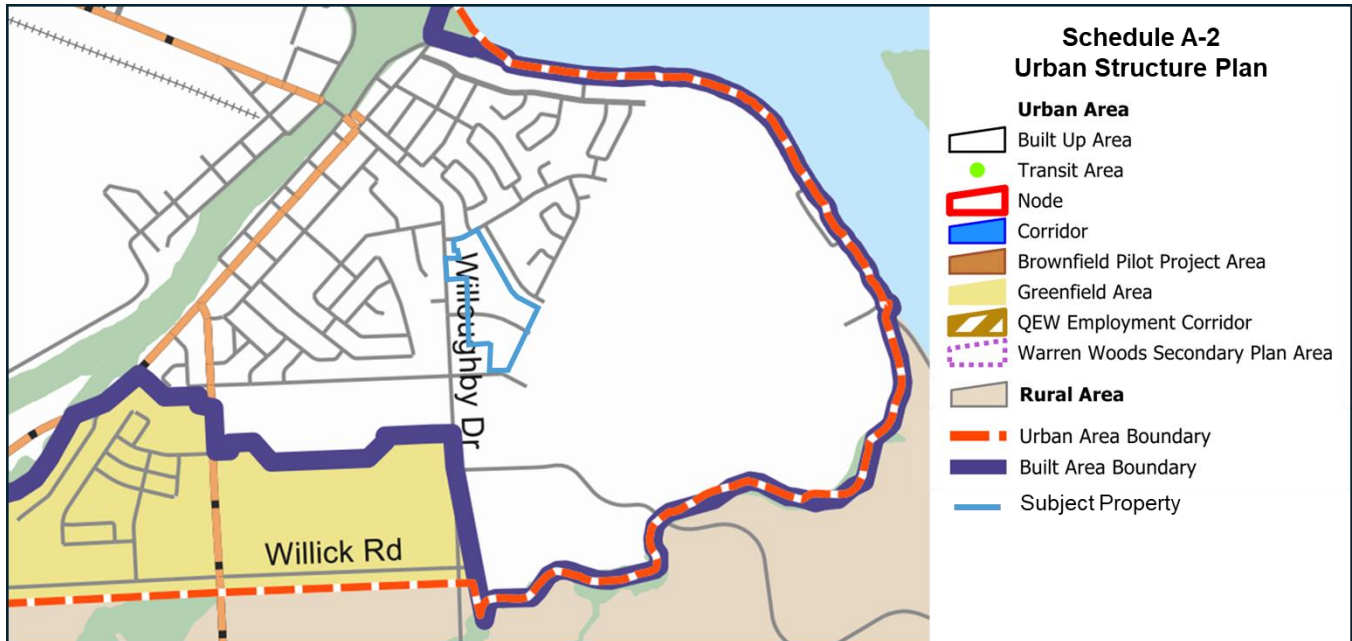 Willoughby Dr
Willick Rd
Schedule A-2
Urban Structure Plan
Urban Area
Built Up Area
Transit Area
Node
Corridor
Brownfield Pilot Project Area
Greenfield Area
QEW Employment Corridor
Warren Woods Secondary Plan Area
Rural Area
Urban Area Boundary
Built Area Boundary
Subject Property